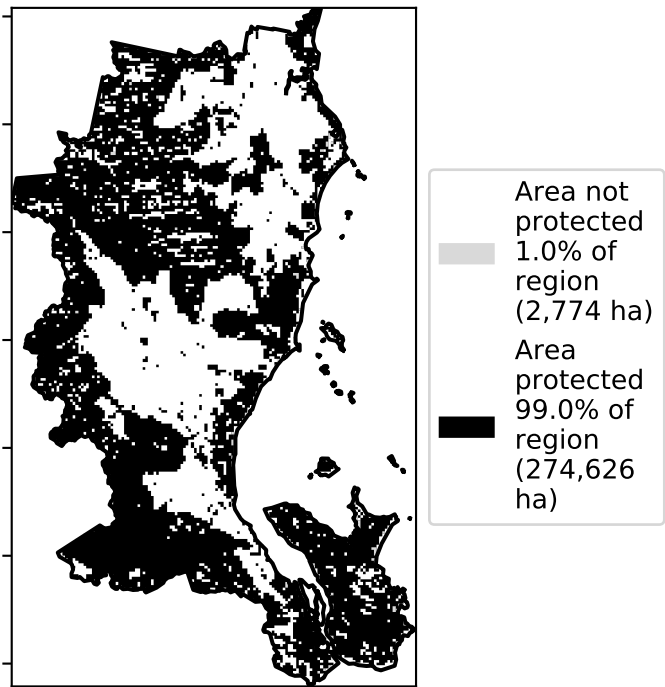 Area not
protected
1.0% of
region
(2,774 ha)
Area
protected
99.0% of
region
(274,626
ha)